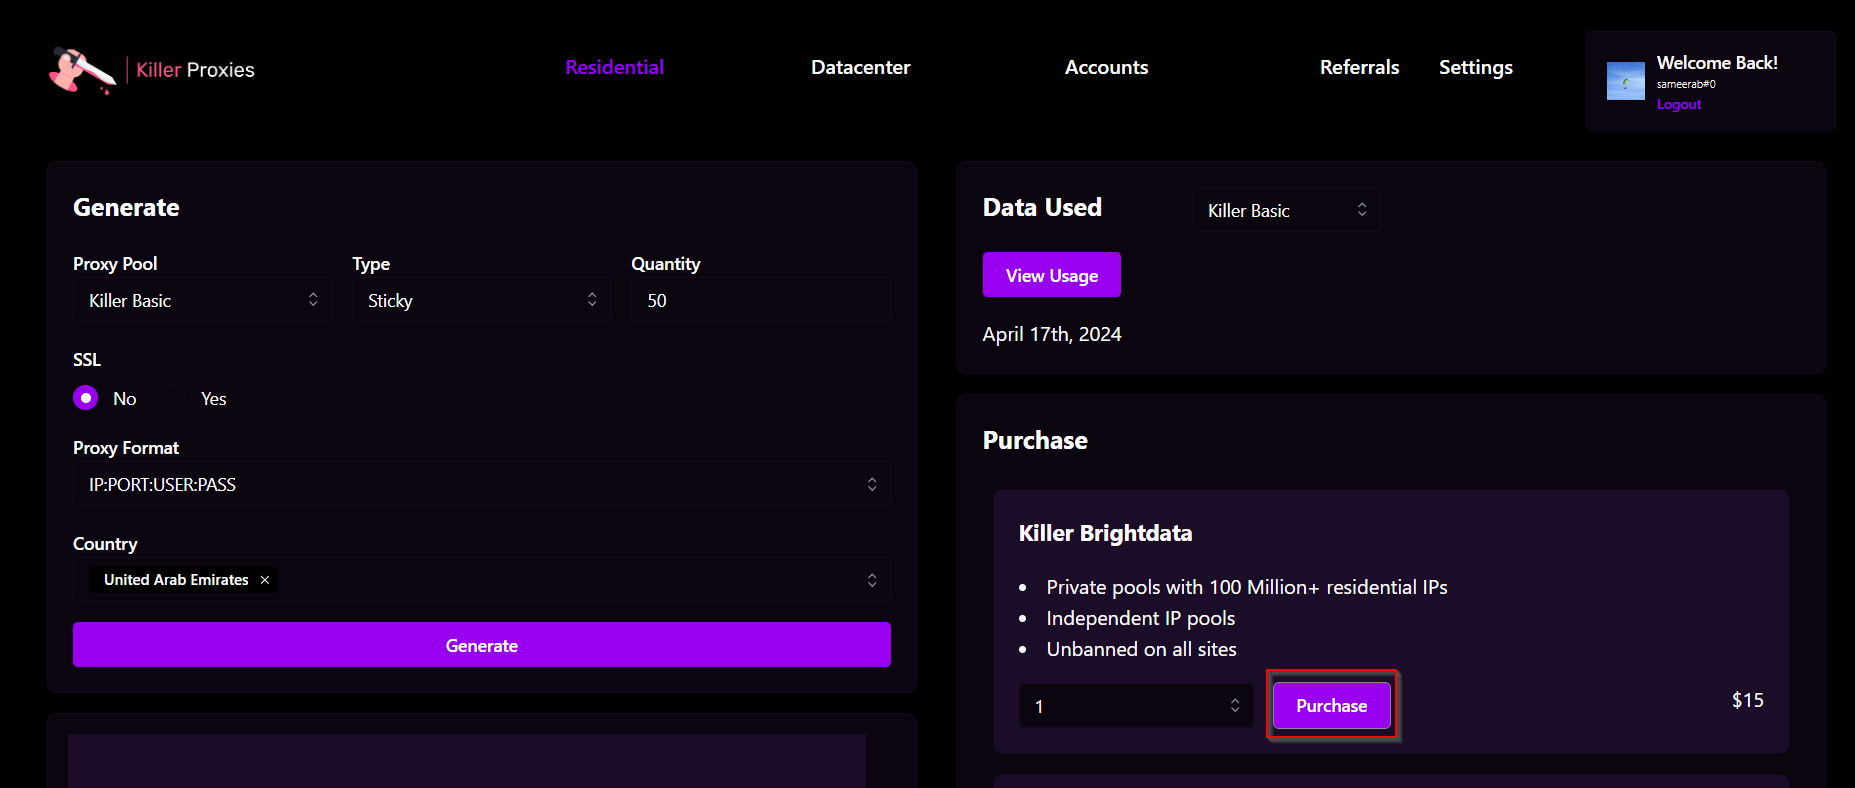 Killer Proxies
Residential
Datacenter
Accounts
Referrals
Settings
Welcome Back!
sameerab#0
Logout
Generate
Proxy Pool
Type
Quantity
Killer Basic
Sticky
50
SSL
No
Yes
Proxy Format
IP:PORT:USER:PASS
Country
United Arab Emirates ×
Generate
Data Used
Killer Basic
View Usage
April 17th, 2024
Purchase
Killer Brightdata
• Private pools with 100 Million+ residential IPs
• Independent IP pools
• Unbanned on all sites
1
Purchase
$15